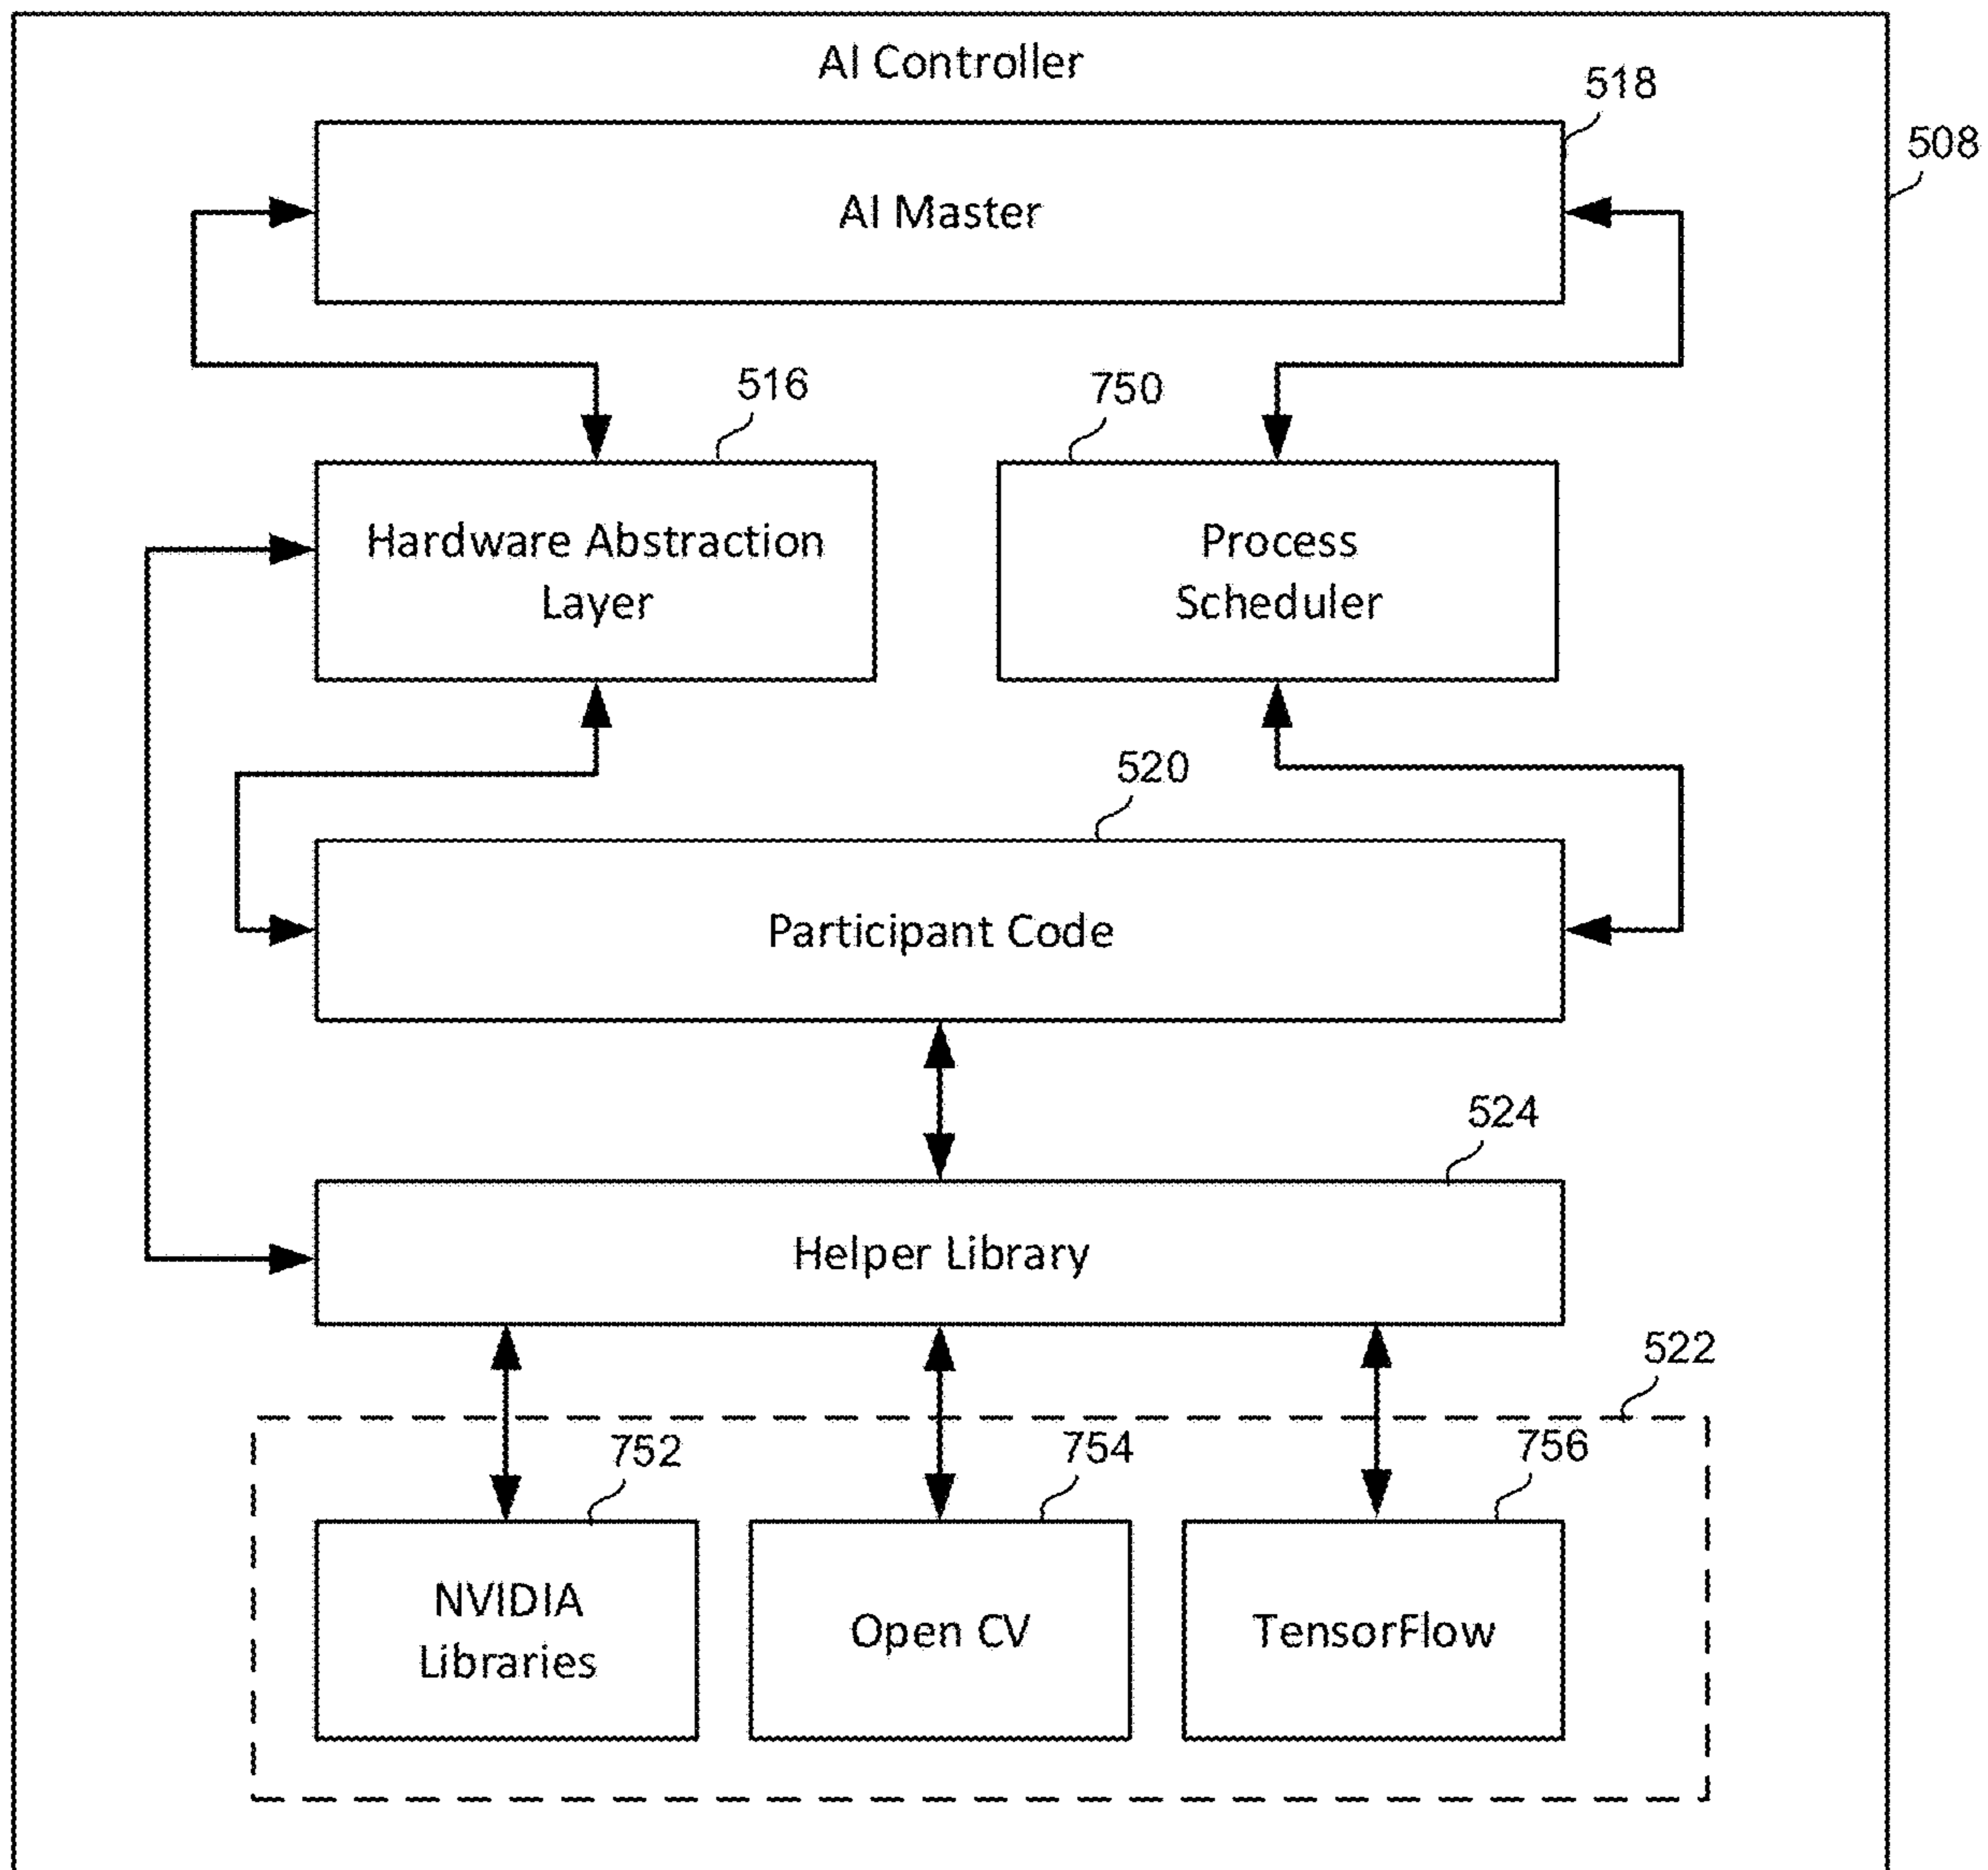 AI Controller
518
508
AI Master
516
750
Hardware Abstraction
Layer
Process
Scheduler
520
Participant Code
524
Helper Library
522
752
754
756
NVIDIA
Libraries
Open CV
TensorFlow